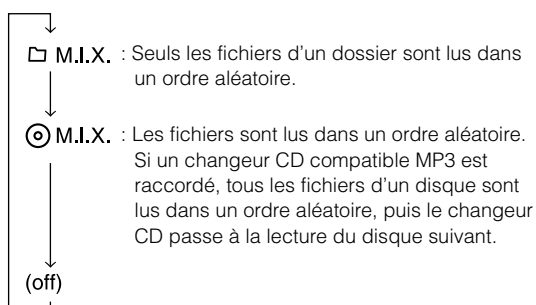 M.I.X. : Seuls les fichiers d'un dossier sont lus dans
un ordre aléatoire.
M.I.X. : Les fichiers sont lus dans un ordre aléatoire.
Si un changeur CD compatible MP3 est
raccordé, tous les fichiers d'un disque sont
lus dans un ordre aléatoire, puis le changeur
CD passe à la lecture du disque suivant.
(off)